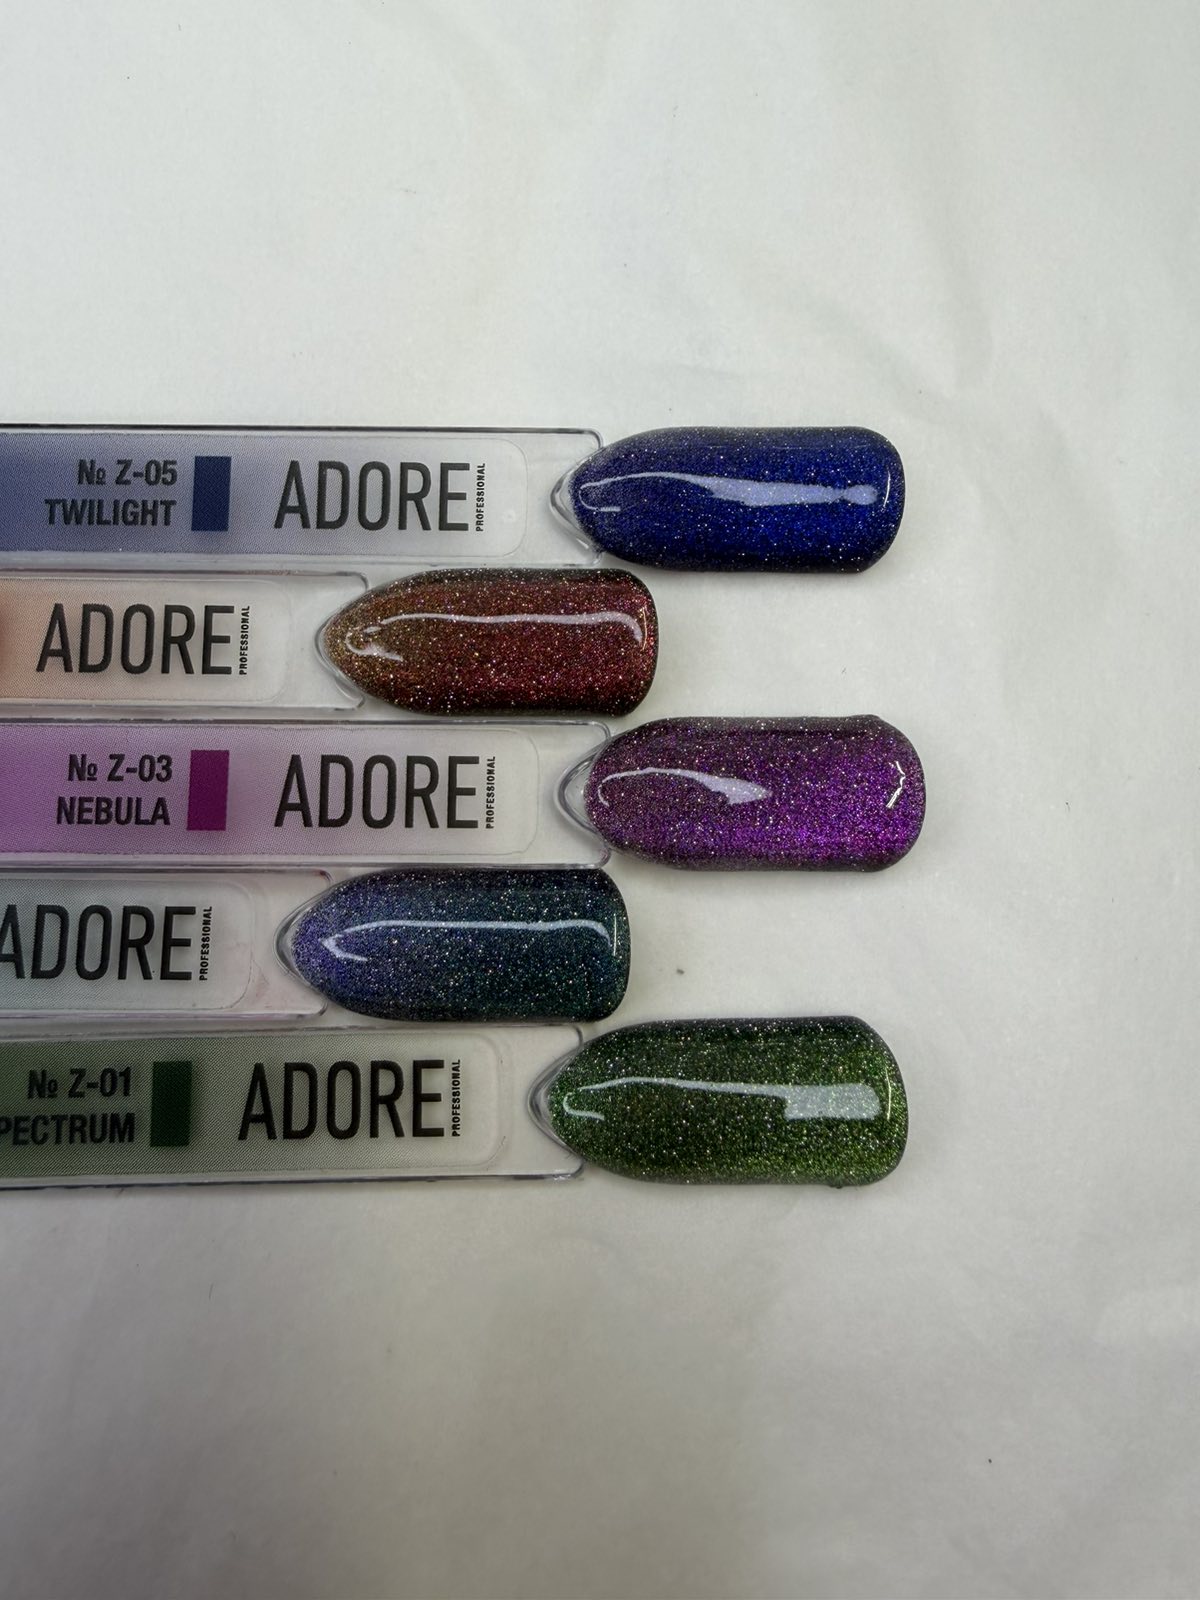 № Z-05
TWILIGHT
ADORE
PROFESSIONAL
ADORE
PROFESSIONAL
№ Z-03
NEBULA
ADORE
PROFESSIONAL
ADORE
PROFESSIONAL
№ Z-01
PECTRUM
ADORE
PROFESSIONAL